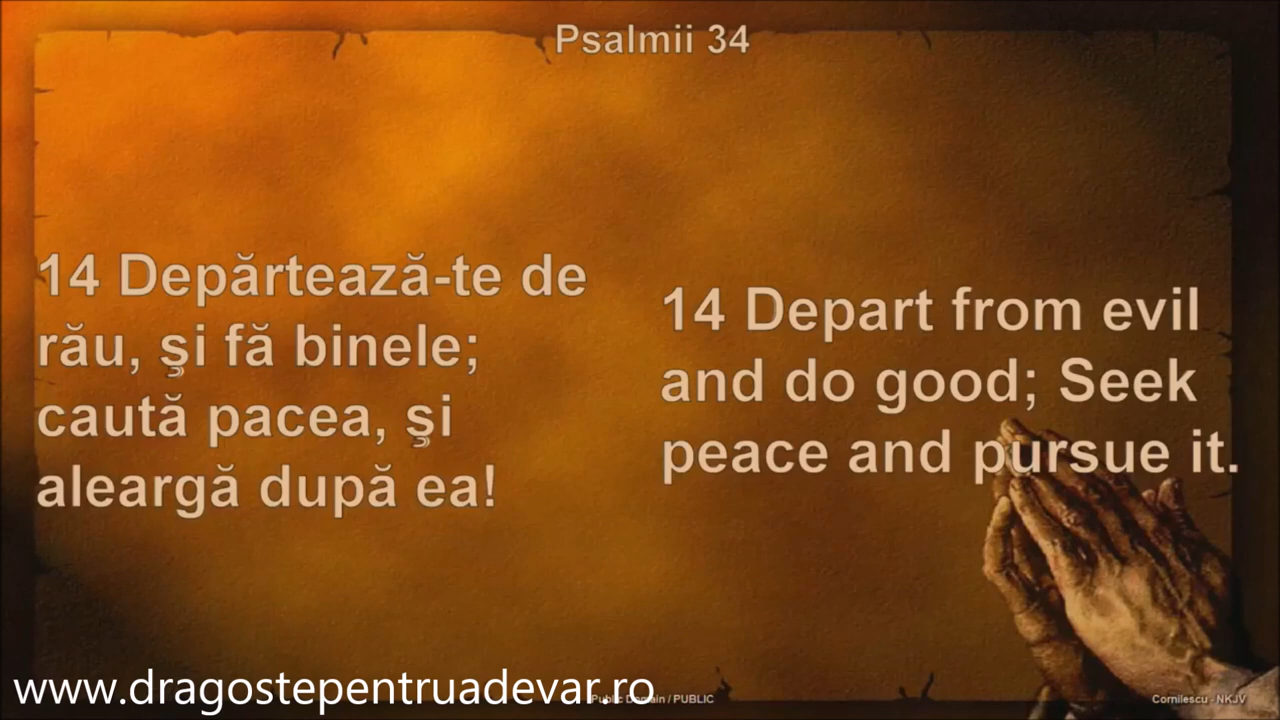 Psalmii 34
14 Depărtează-te de
rău, şi fă binele;
caută pacea, şi
aleargă după ea!
14 Depart from evil
and do good; Seek
peace and pursue it.
www.dragostepentruadevar.ro
Public Domain / PUBLIC
Cornilescu - NKJV